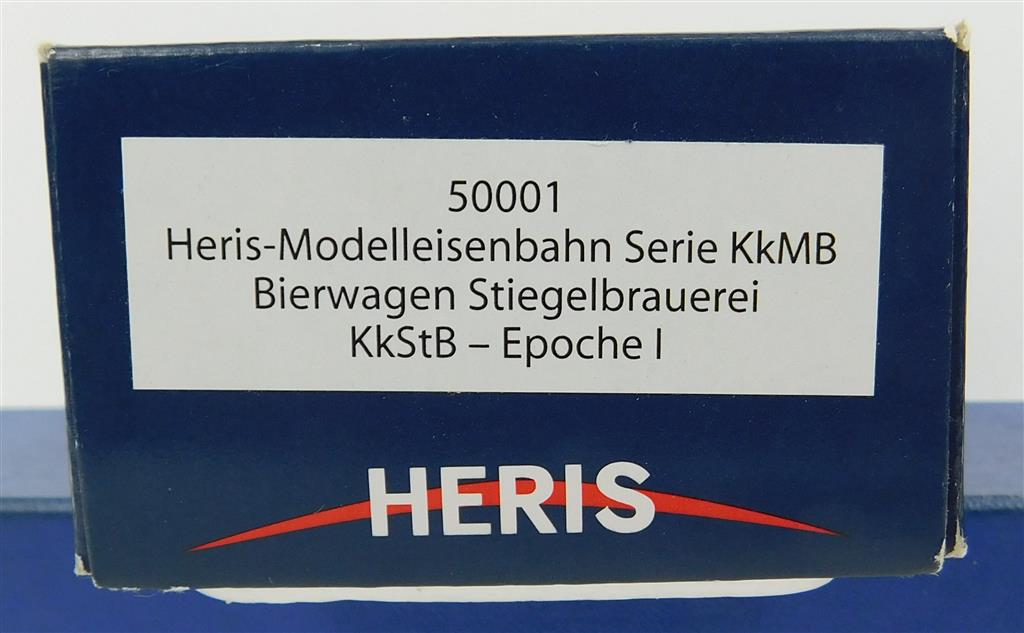 50001
Heris-Modelleisenbahn Serie KkMB
Bierwagen Stiegelbrauerei
KkStB – Epoche I
HERIS